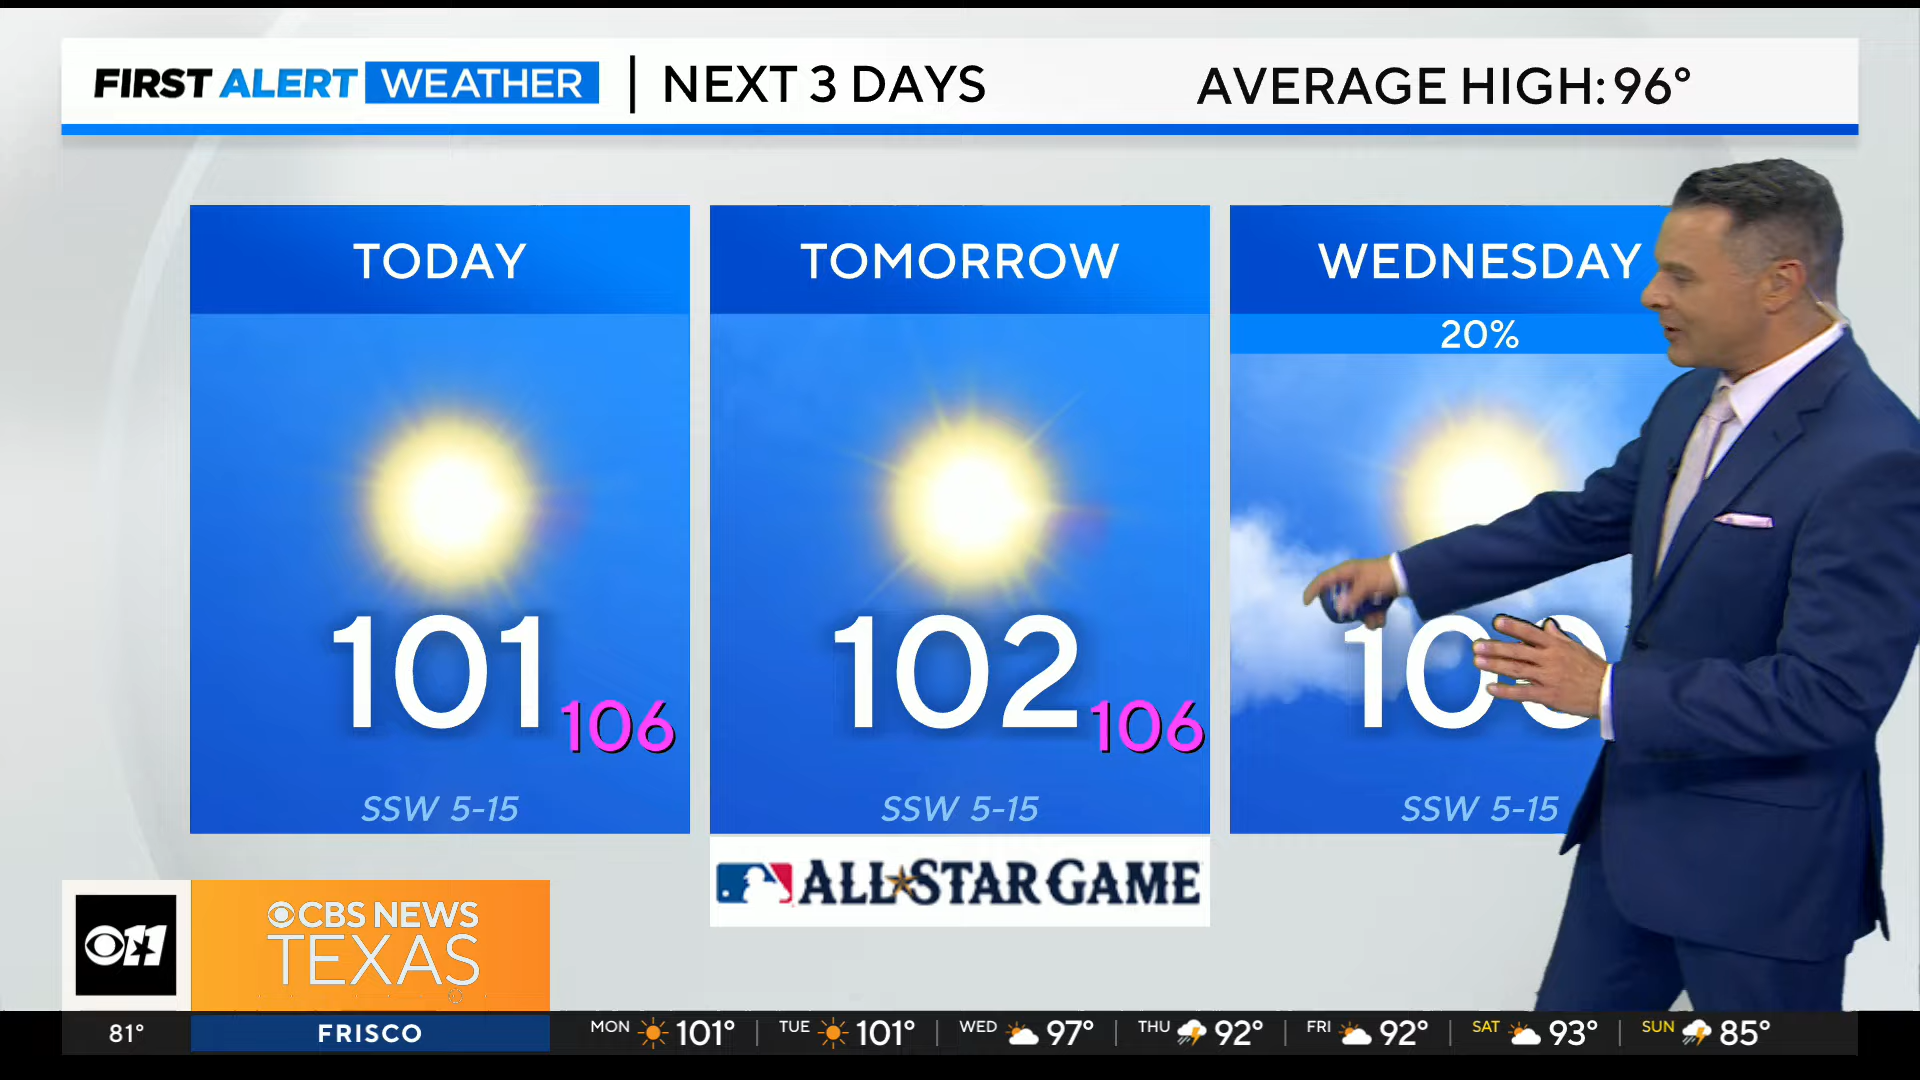 FIRST ALERT WEATHER | NEXT 3 DAYS
AVERAGE HIGH: 96°
TODAY
101
106
SSW 5-15
TOMORROW
102
106
SSW 5-15
MLB ALL★STAR GAME
WEDNESDAY
20%
SSW 5-15
11
CBS NEWS
TEXAS
81°
FRISCO
MON 101° | TUE 101° | WED 97° | THU 92° | FRI 92° | SAT 93° | SUN 85°